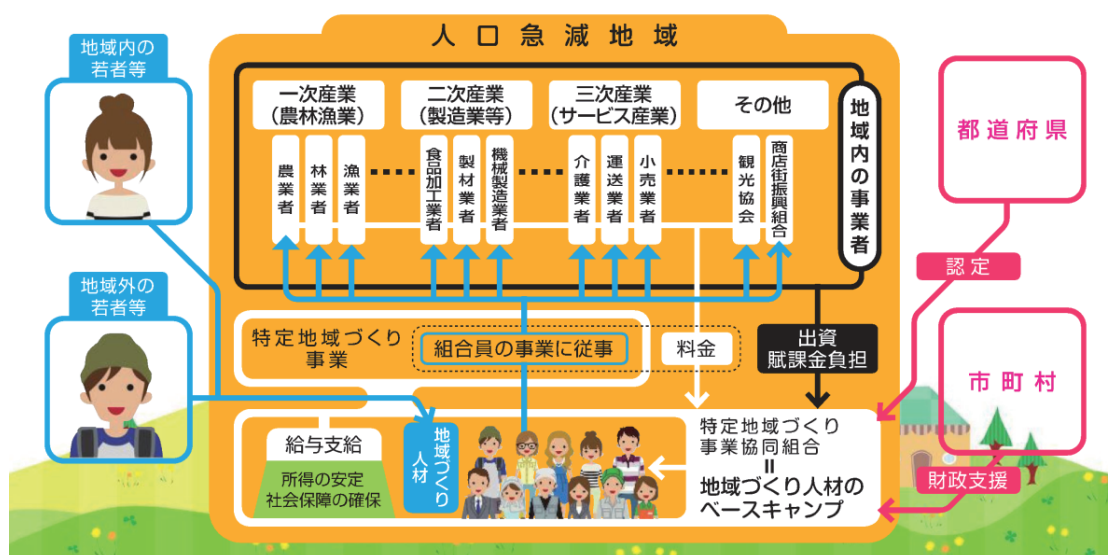 人口急減地域
地域内の
若者等
地域外の
若者等
一次産業
(農林漁業)
二次産業
(製造業等)
三次産業
(サービス産業)
その他
農業者
林業者
漁業者
食品加工業者
製材業者
機械製造業者
介護業者
運送業者
小売業者
観光協会
商店街振興組合
地域内の事業者
都道府県
認定
市町村
財政支援
特定地域づくり
事業
組合員の事業に従事
料金
出資
賦課金負担
給与支給
所得の安定
社会保障の確保
地域づくり
人材
特定地域づくり
事業協同組合
=
地域づくり人材の
ベースキャンプ